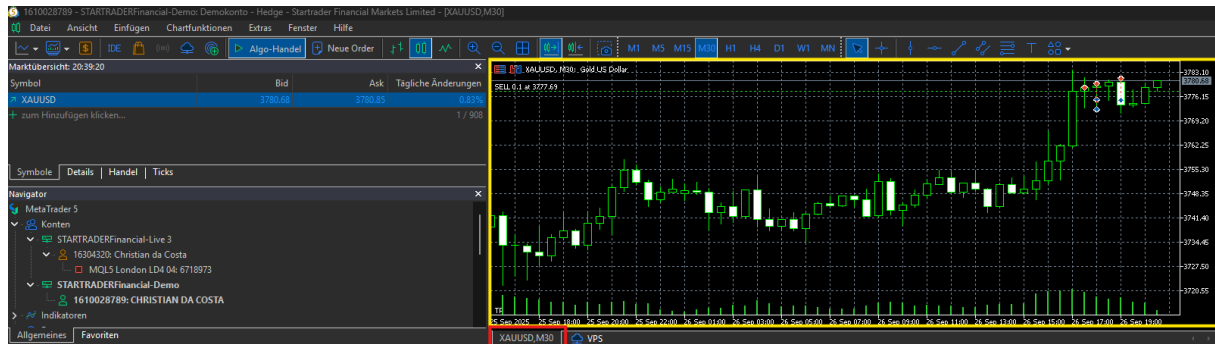 1610028789 - STARTRADERFinancial-Demo: Demokonto - Hedge - Startrader Financial Markets Limited - [XAUUSD,M30]
Datei Ansicht Einfügen Chartfunktionen Extras Fenster Hilfe
IDE Algo-Handel Neue Order M1 M5 M15 M30 H1 H4 D1 W1 MN
Marktübersicht: 20:39:20
Symbol Bid Ask Tägliche Änderungen
XAUUSD 3780.68 3780.85 0.83%
+ zum Hinzufügen klicken... 1 / 908
Symbole Details Handel Ticks
Navigator
MetaTrader 5
Konten
STARTRADERFinancial-Live 3
16304320: Christian da Costa
MQL5 London LD4 04: 6718973
STARTRADERFinancial-Demo
1610028789: CHRISTIAN DA COSTA
Indikatoren
Allgemeines Favoriten
XAUUSD, M30: Gold US Dollar
SELL 0.1 at 3777.69
3783.10
3780.68
3776.15
3769.20
3762.25
3755.30
3748.35
3741.40
3734.45
3727.50
3720.55
25 Sep 2025 25 Sep 18:00 25 Sep 20:00 25 Sep 22:00 26 Sep 01:00 26 Sep 03:00 26 Sep 05:00 26 Sep 07:00 26 Sep 09:00 26 Sep 11:00 26 Sep 13:00 26 Sep 15:00 26 Sep 17:00 26 Sep 19:00
XAUUSD,M30 VPS